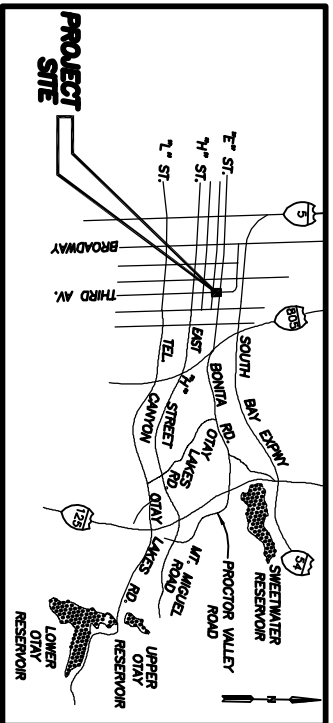 PROJECT
SITE
"E" ST.
"H" ST.
"L" ST.
5
BROADWAY
THIRD AV.
805
SOUTH BAY EXPWY
BONITA RD.
EAST "H" STREET
TEL. CANYON
OTAY
LAKES
RD
OTAY LAKES RD.
MT. MIGUEL
ROAD
PROCTOR VALLEY
ROAD
SWEETWATER
RESERVOIR
54
125
UPPER
OTAY
RESERVOIR
LOWER
OTAY
RESERVOIR